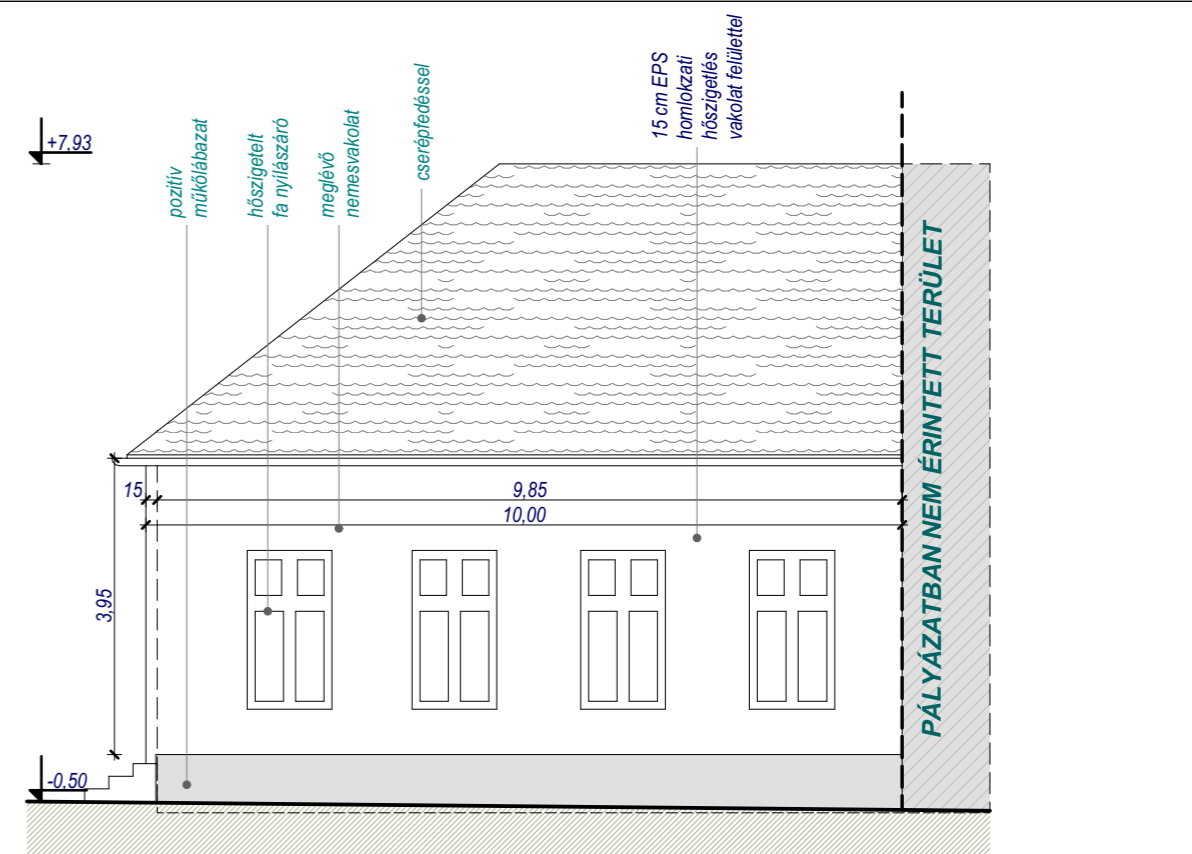 +7.93
pozitív
műkőlábazat
hőszigetelt
fa nyílászáró
meglévő
nemesvakolat
cserépfedéssel
15 cm EPS
homlokzati
hőszigetlés
vakolat felülettel
PÁLYÁZATBAN NEM ÉRINTETT TERÜLET
15
9,85
10,00
3,95
-0.50